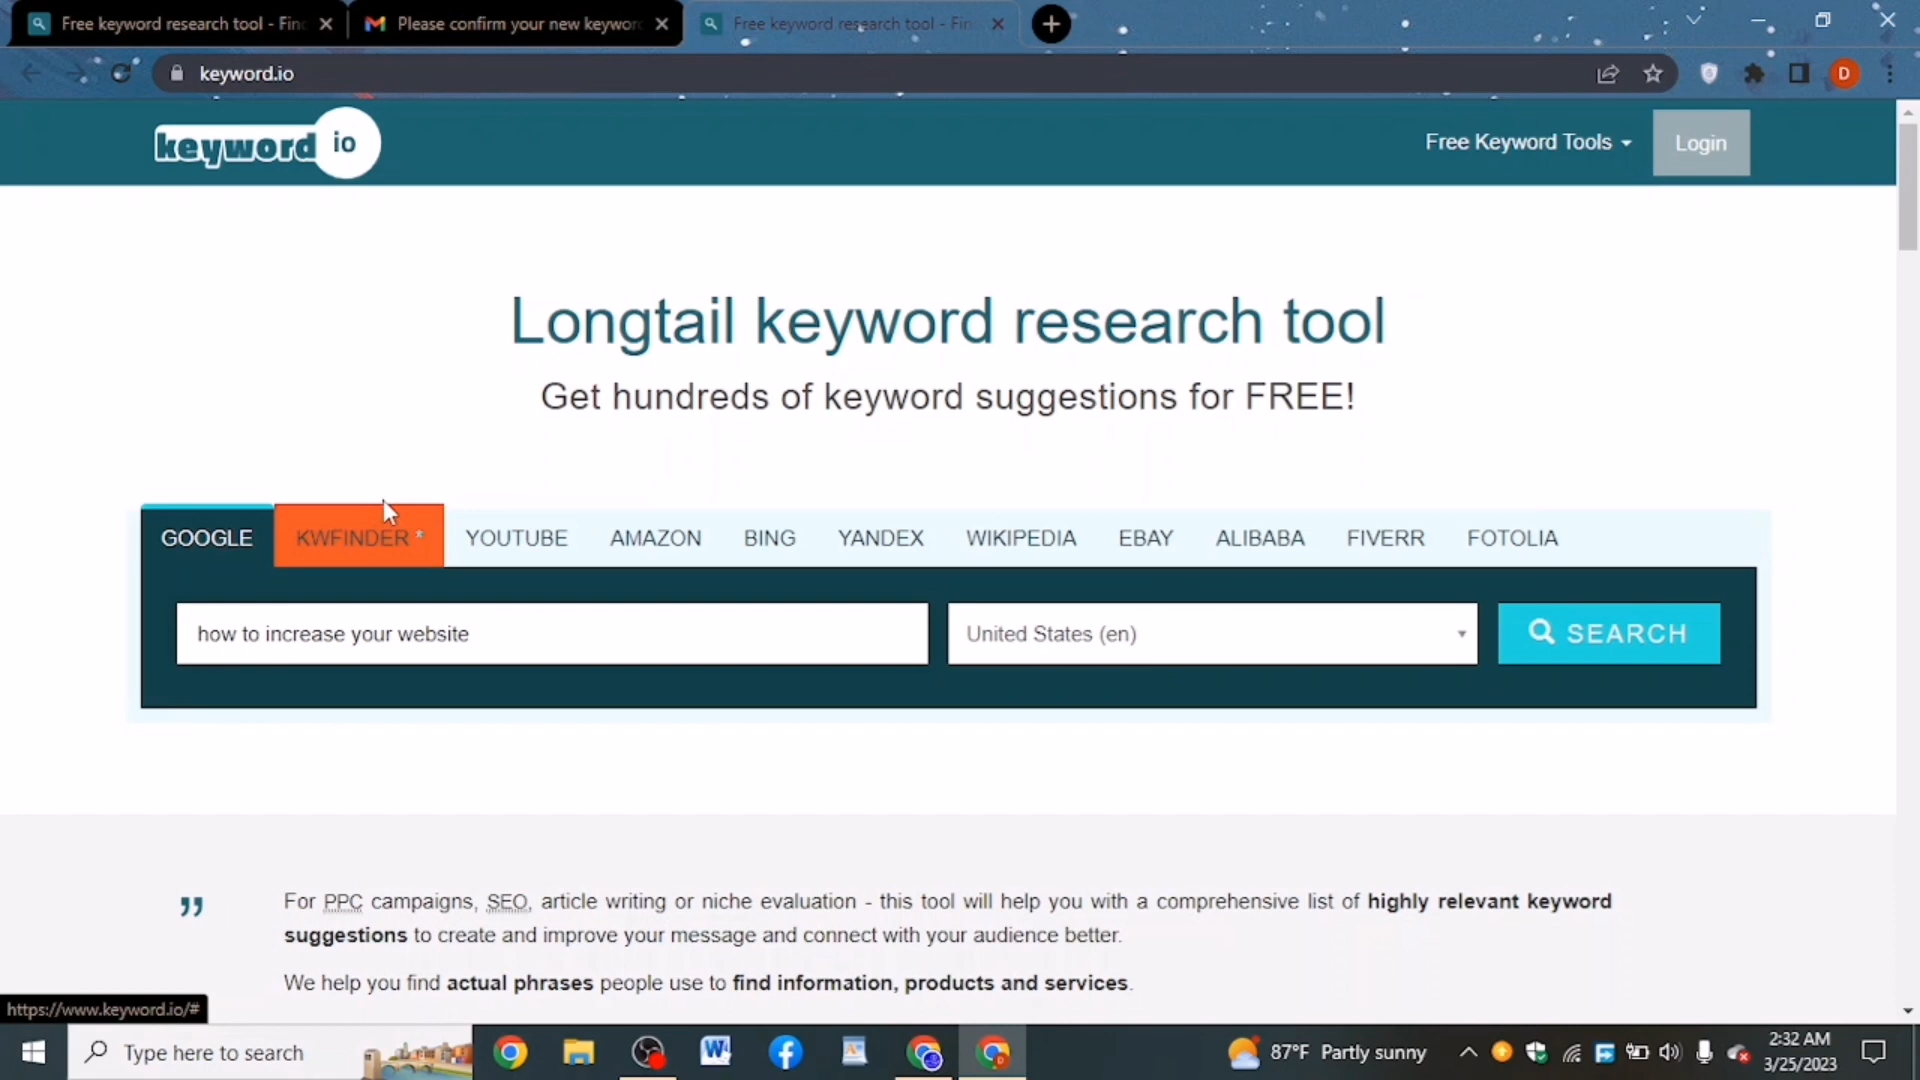 Free keyword research tool - Fin
Please confirm your new keywor
Free keyword research tool - Fin
keyword.io
D
keyword io
Free Keyword Tools
Login
Longtail keyword research tool
Get hundreds of keyword suggestions for FREE!
GOOGLE KWFINDER * YOUTUBE AMAZON BING YANDEX WIKIPEDIA EBAY ALIBABA FIVERR FOTOLIA
how to increase your website
United States (en)
SEARCH
For PPC campaigns, SEO, article writing or niche evaluation - this tool will help you with a comprehensive list of highly relevant keyword
suggestions to create and improve your message and connect with your audience better.
We help you find actual phrases people use to find information, products and services.
https://www.keyword.io/#
Type here to search
87°F Partly sunny
2:32 AM
3/25/2023